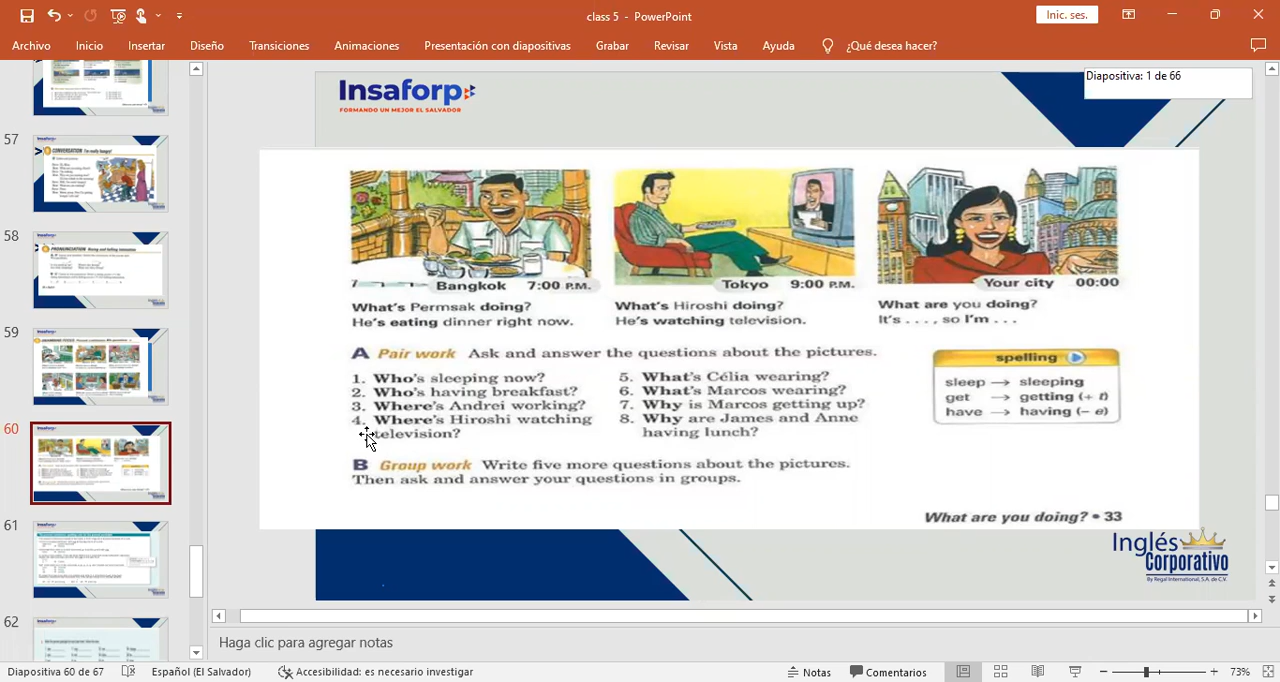 class 5 - PowerPoint
Inic. ses.
Archivo Inicio Insertar Diseño Transiciones Animaciones Presentación con diapositivas Grabar Revisar Vista Ayuda ¿Qué desea hacer?
Diapositiva: 1 de 66
Insaforp
FORMANDO UN MEJOR EL SALVADOR
57
58
59
60
61
62
Bangkok 7:00 P.M.
Tokyo 9:00 P.M.
Your city 00:00
What's Permsak doing?
He's eating dinner right now.
What's Hiroshi doing?
He's watching television.
What are you doing?
It's . . . , so I'm . . .
A Pair work Ask and answer the questions about the pictures.
1. Who's sleeping now?
2. Who's having breakfast?
3. Where's Andrei working?
4. Where's Hiroshi watching
television?
5. What's Célia wearing?
6. What's Marcos wearing?
7. Why is Marcos getting up?
8. Why are James and Anne
having lunch?
spelling
sleep → sleeping
get → getting (+ t)
have → having (− e)
B Group work Write five more questions about the pictures.
Then ask and answer your questions in groups.
What are you doing? • 33
Inglés
Corporativo
By Regal International, S.A. de C.V.
Haga clic para agregar notas
Diapositiva 60 de 67 Español (El Salvador) Accesibilidad: es necesario investigar Notas Comentarios 73%